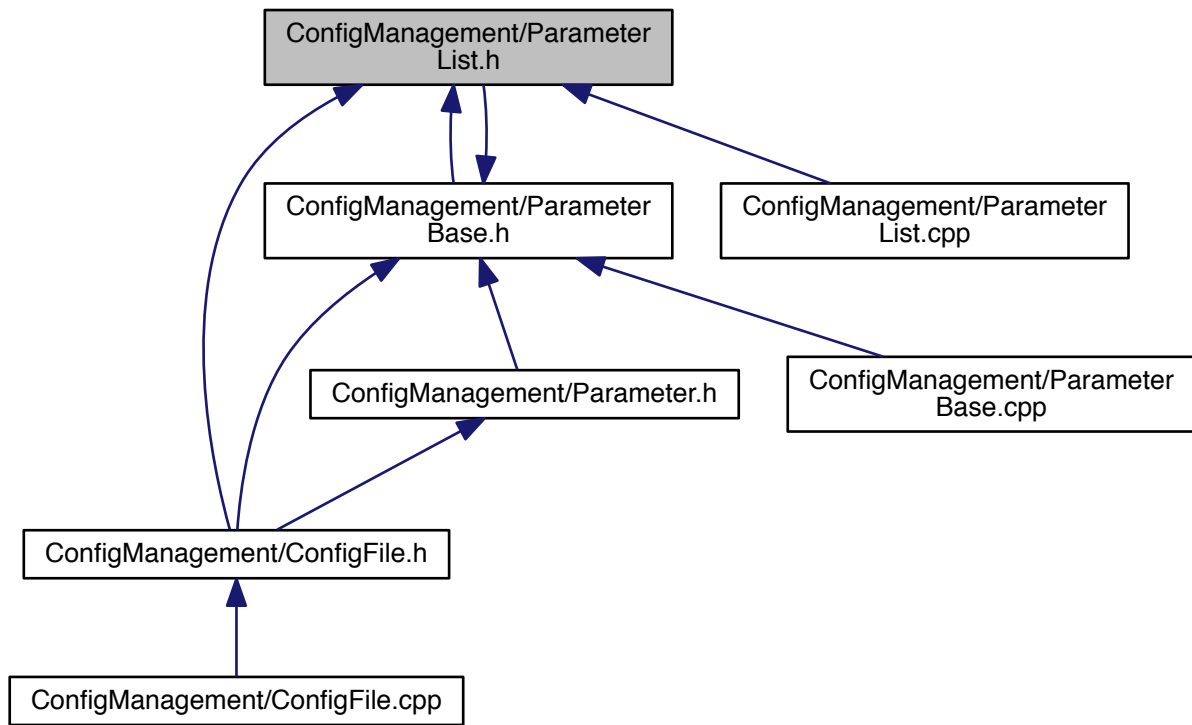 ConfigManagement/Parameter
List.h
ConfigManagement/Parameter
Base.h
ConfigManagement/Parameter
List.cpp
ConfigManagement/Parameter.h
ConfigManagement/Parameter
Base.cpp
ConfigManagement/ConfigFile.h
ConfigManagement/ConfigFile.cpp